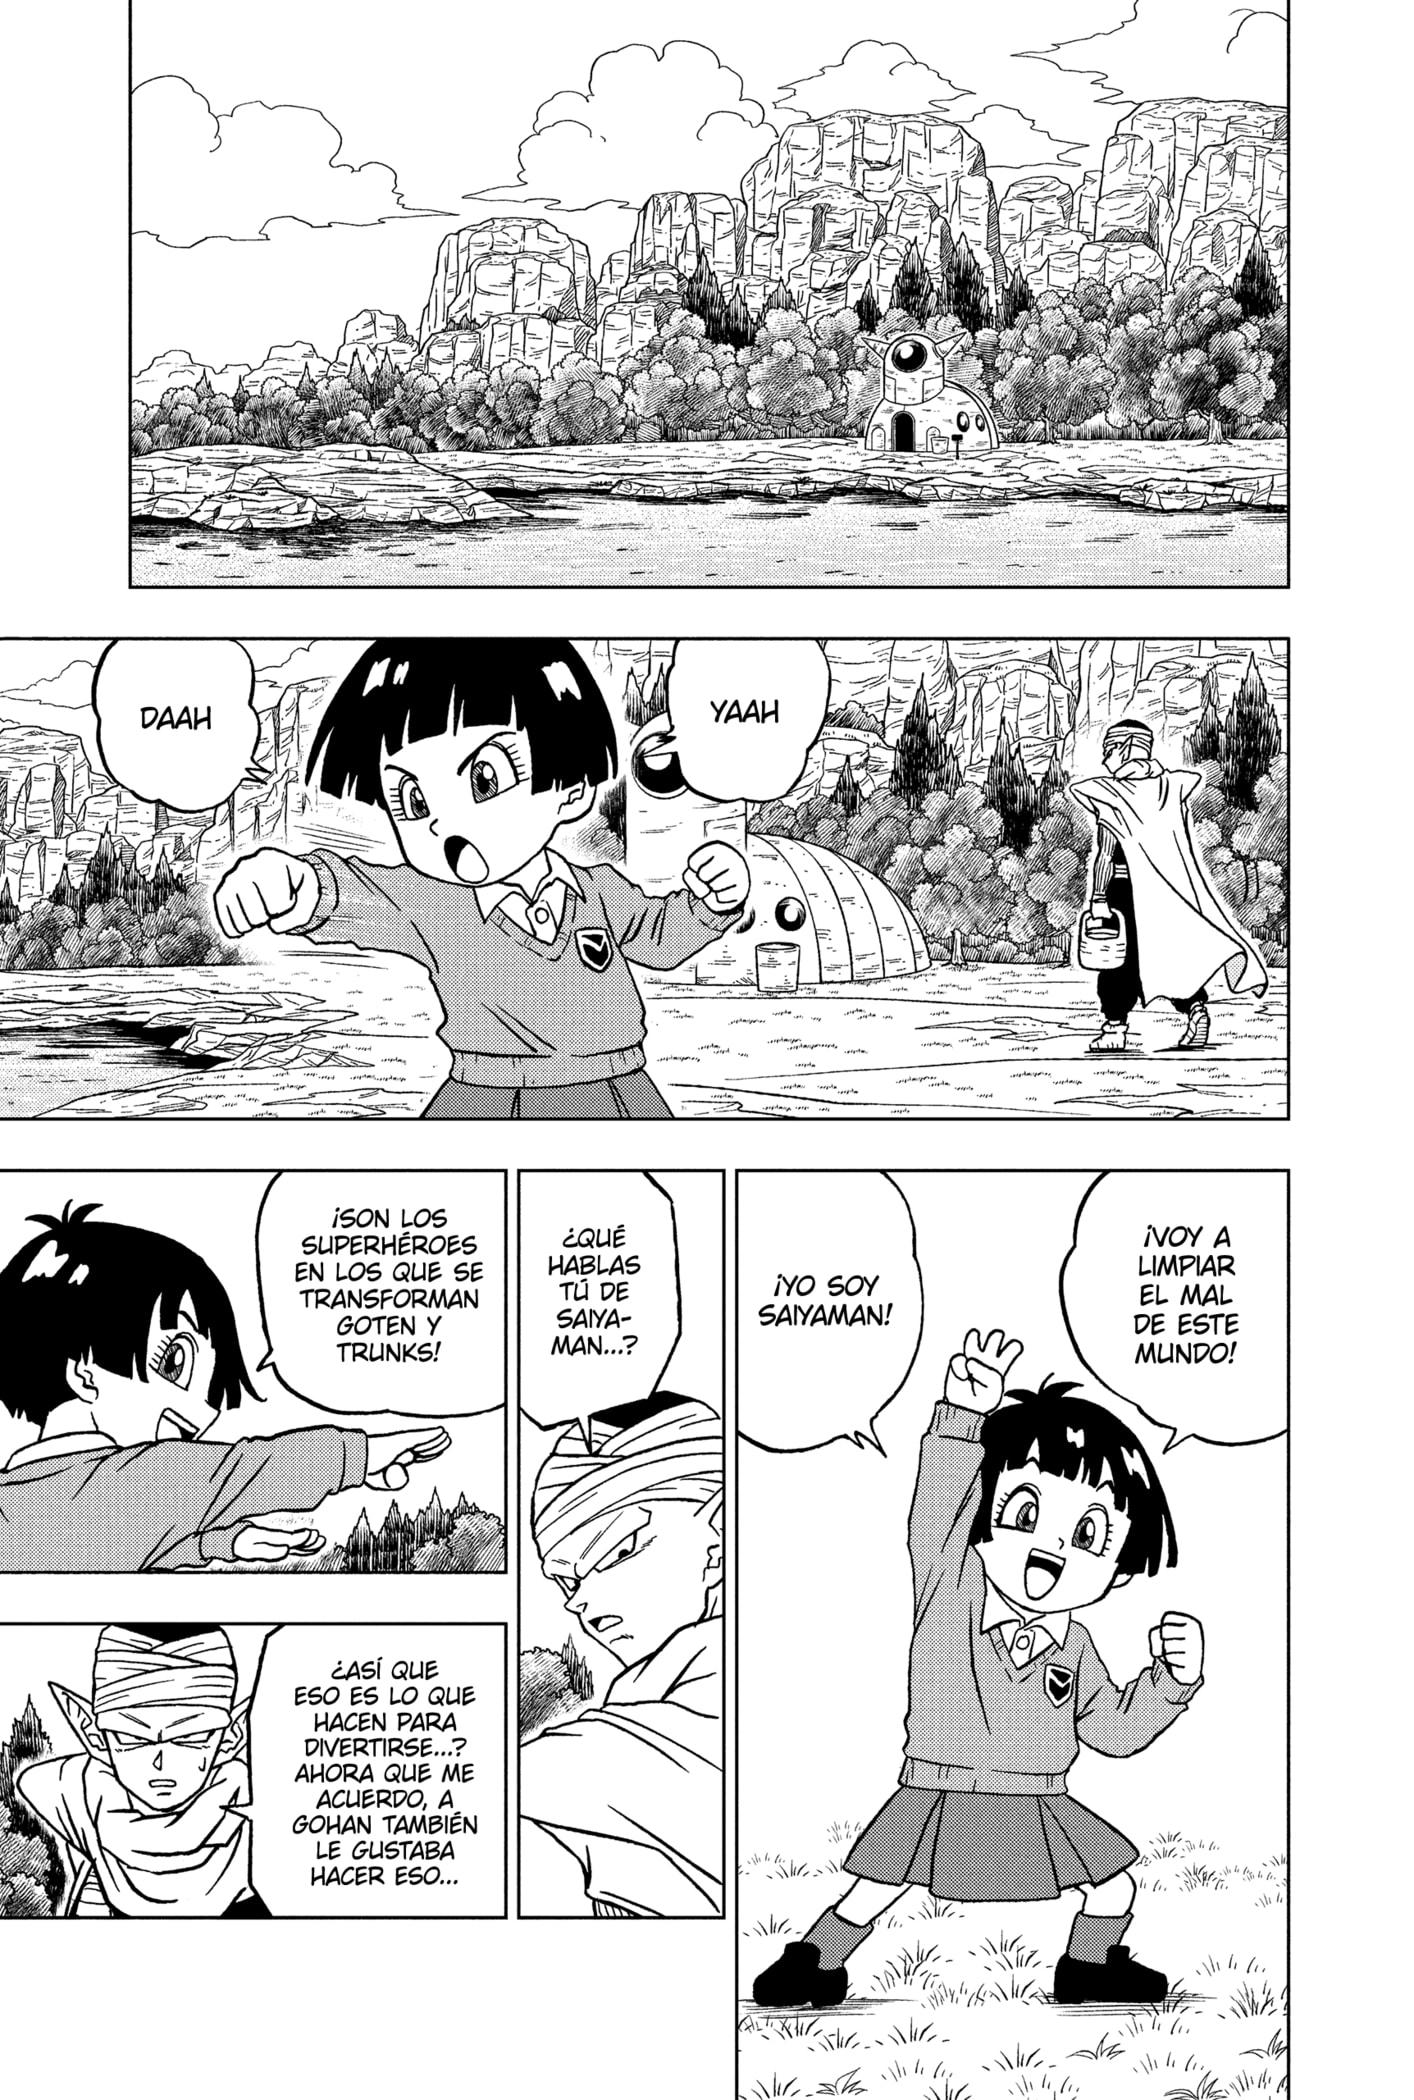 YAAH
DAAH
¡VOY A
LIMPIAR
EL MAL
DE ESTE
MUNDO!
¡YO SOY
SAIYAMAN!
¿QUÉ
HABLAS
TÚ DE
SAIYA-
MAN...?
¡SON LOS
SUPERHÉROES
EN LOS QUE SE
TRANSFORMAN
GOTEN Y
TRUNKS!
¿ASÍ QUE
ESO ES LO QUE
HACEN PARA
DIVERTIRSE...?
AHORA QUE ME
ACUERDO, A
GOHAN TAMBIÉN
LE GUSTABA
HACER ESO...